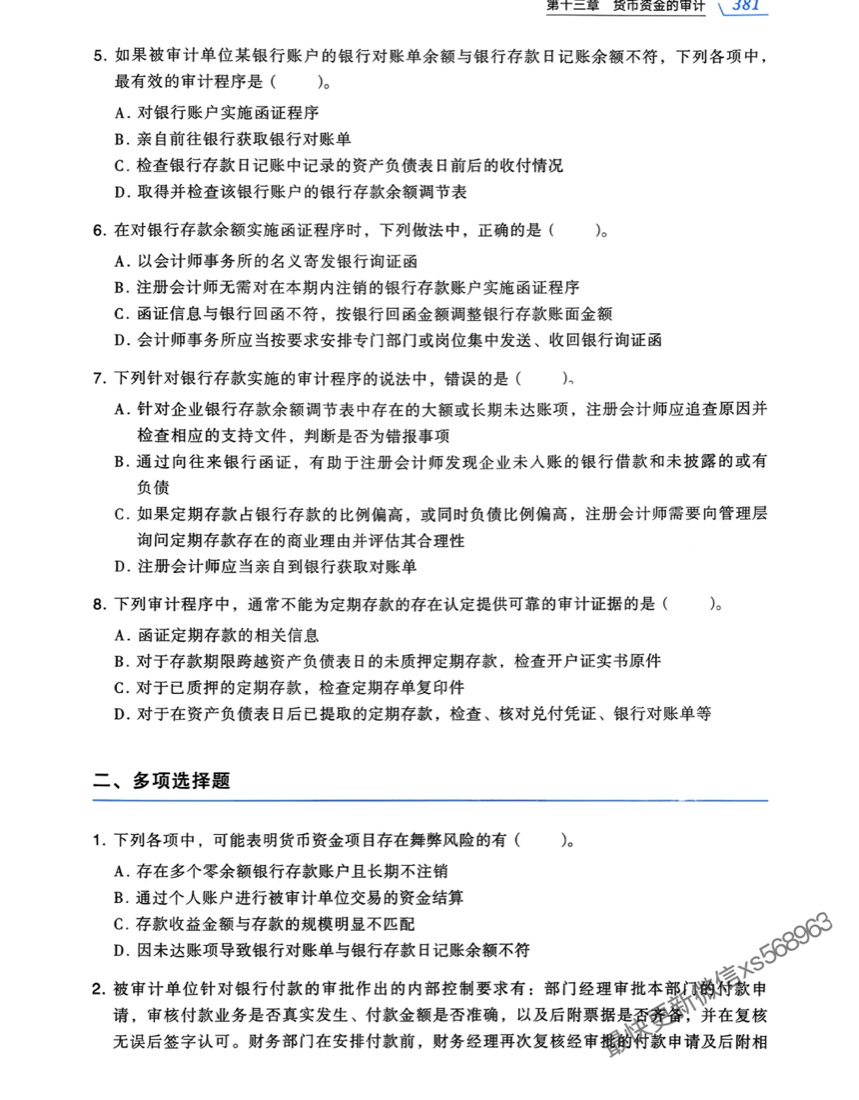 第十三章 货币资金的审计 381
5. 如果被审计单位某银行账户的银行对账单余额与银行存款日记账余额不符，下列各项中，
最有效的审计程序是（ ）。
A. 对银行账户实施函证程序
B. 亲自前往银行获取银行对账单
C. 检查银行存款日记账中记录的资产负债表日前后的收付情况
D. 取得并检查该银行账户的银行存款余额调节表
6. 在对银行存款余额实施函证程序时，下列做法中，正确的是（ ）。
A. 以会计师事务所的名义寄发银行询证函
B. 注册会计师无需对在本期内注销的银行存款账户实施函证程序
C. 函证信息与银行回函不符，按银行回函金额调整银行存款账面金额
D. 会计师事务所应当按要求安排专门部门或岗位集中发送、收回银行询证函
7. 下列针对银行存款实施的审计程序的说法中，错误的是（ ）。
A. 针对企业银行存款余额调节表中存在的大额或长期未达账项，注册会计师应追查原因并
检查相应的支持文件，判断是否为错报事项
B. 通过向往来银行函证，有助于注册会计师发现企业未入账的银行借款和未披露的或有
负债
C. 如果定期存款占银行存款的比例偏高，或同时负债比例偏高，注册会计师需要向管理层
询问定期存款存在的商业理由并评估其合理性
D. 注册会计师应当亲自到银行获取对账单
8. 下列审计程序中，通常不能为定期存款的存在认定提供可靠的审计证据的是（ ）。
A. 函证定期存款的相关信息
B. 对于存款期限跨越资产负债表日的未质押定期存款，检查开户证实书原件
C. 对于已质押的定期存款，检查定期存单复印件
D. 对于在资产负债表日后已提取的定期存款，检查、核对兑付凭证、银行对账单等
二、多项选择题
1. 下列各项中，可能表明货币资金项目存在舞弊风险的有（ ）。
A. 存在多个零余额银行存款账户且长期不注销
B. 通过个人账户进行被审计单位交易的资金结算
C. 存款收益金额与存款的规模明显不匹配
D. 因未达账项导致银行对账单与银行存款日记账余额不符
2. 被审计单位针对银行付款的审批作出的内部控制要求有：部门经理审批本部门的付款申
请，审核付款业务是否真实发生、付款金额是否准确，以及后附票据是否齐备，并在复核
无误后签字认可。财务部门在安排付款前，财务经理再次复核经审批的付款申请及后附相
最快更新微信xs568963